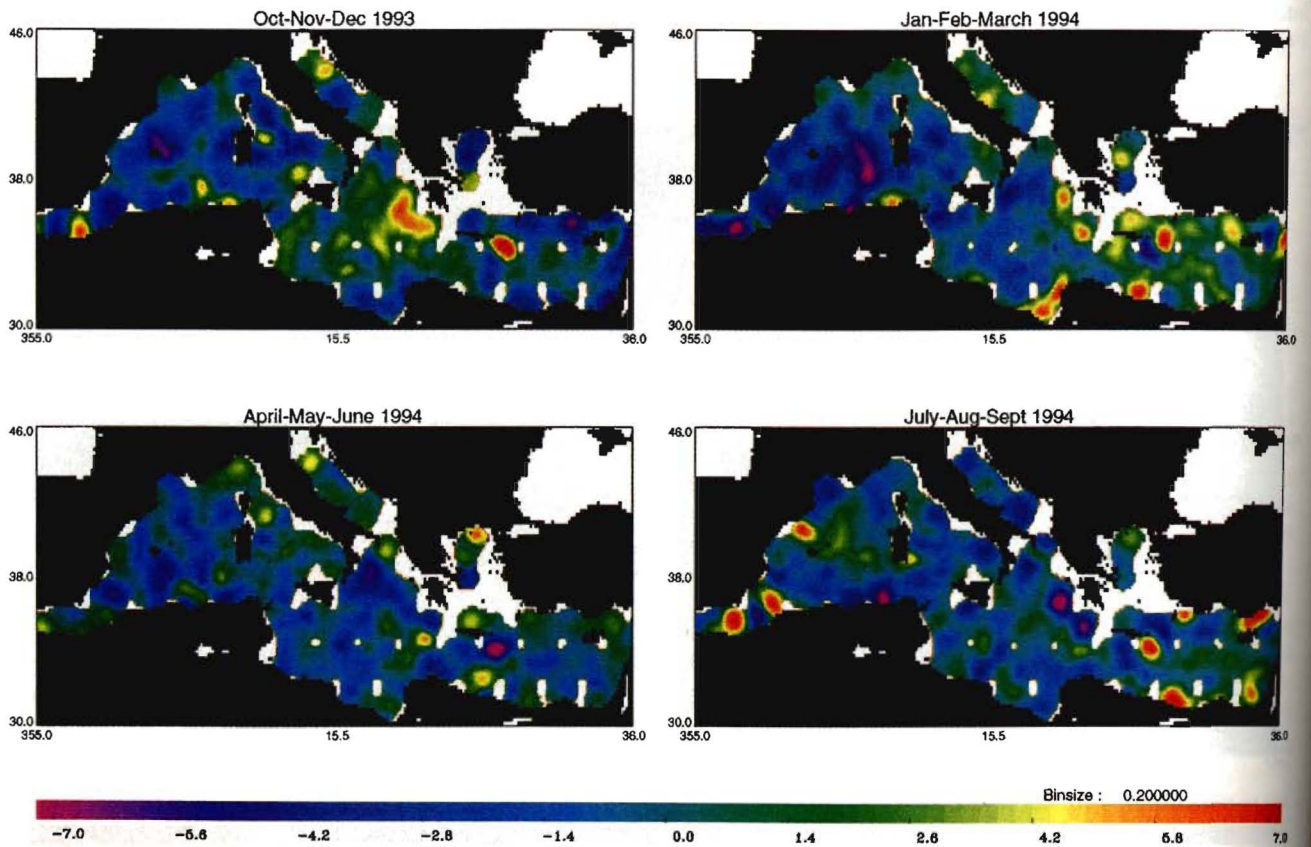 Oct-Nov-Dec 1993
46.0
38.0
30.0
355.0 15.5 36.0
Jan-Feb-March 1994
46.0
38.0
30.0
355.0 15.5 36.0
April-May-June 1994
46.0
38.0
30.0
355.0 15.5 36.0
July-Aug-Sept 1994
46.0
38.0
30.0
355.0 15.5 36.0
Binsize : 0.200000
-7.0 -5.6 -4.2 -2.8 -1.4 0.0 1.4 2.8 4.2 5.6 7.0